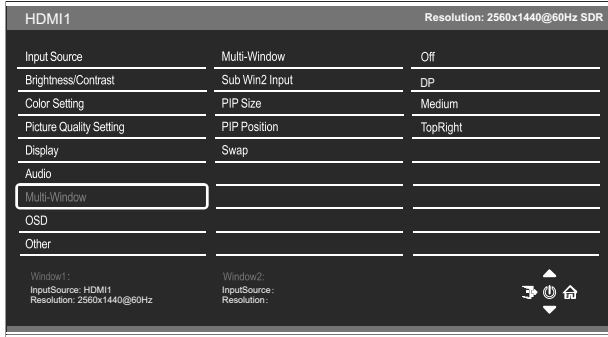 HDMI1 Resolution: 2560x1440@60Hz SDR
Input Source Multi-Window Off
Brightness/Contrast Sub Win2 Input DP
Color Setting PIP Size Medium
Picture Quality Setting PIP Position TopRight
Display Swap
Audio
Multi-Window
OSD
Other
Window1: Window2:
InputSource: HDMI1 InputSource:
Resolution: 2560x1440@60Hz Resolution: